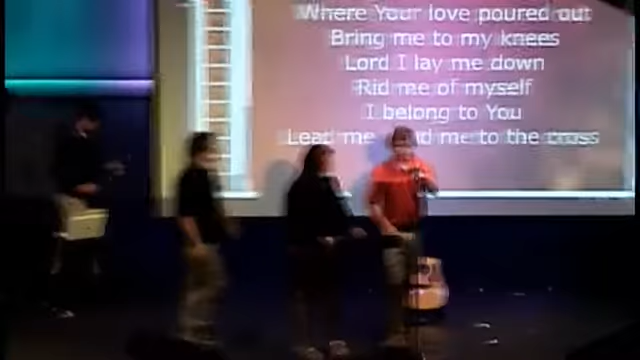 Where Your love poured out
Bring me to my knees
Lord I lay me down
Rid me of myself
I belong to You
Lead me lead me to the cross